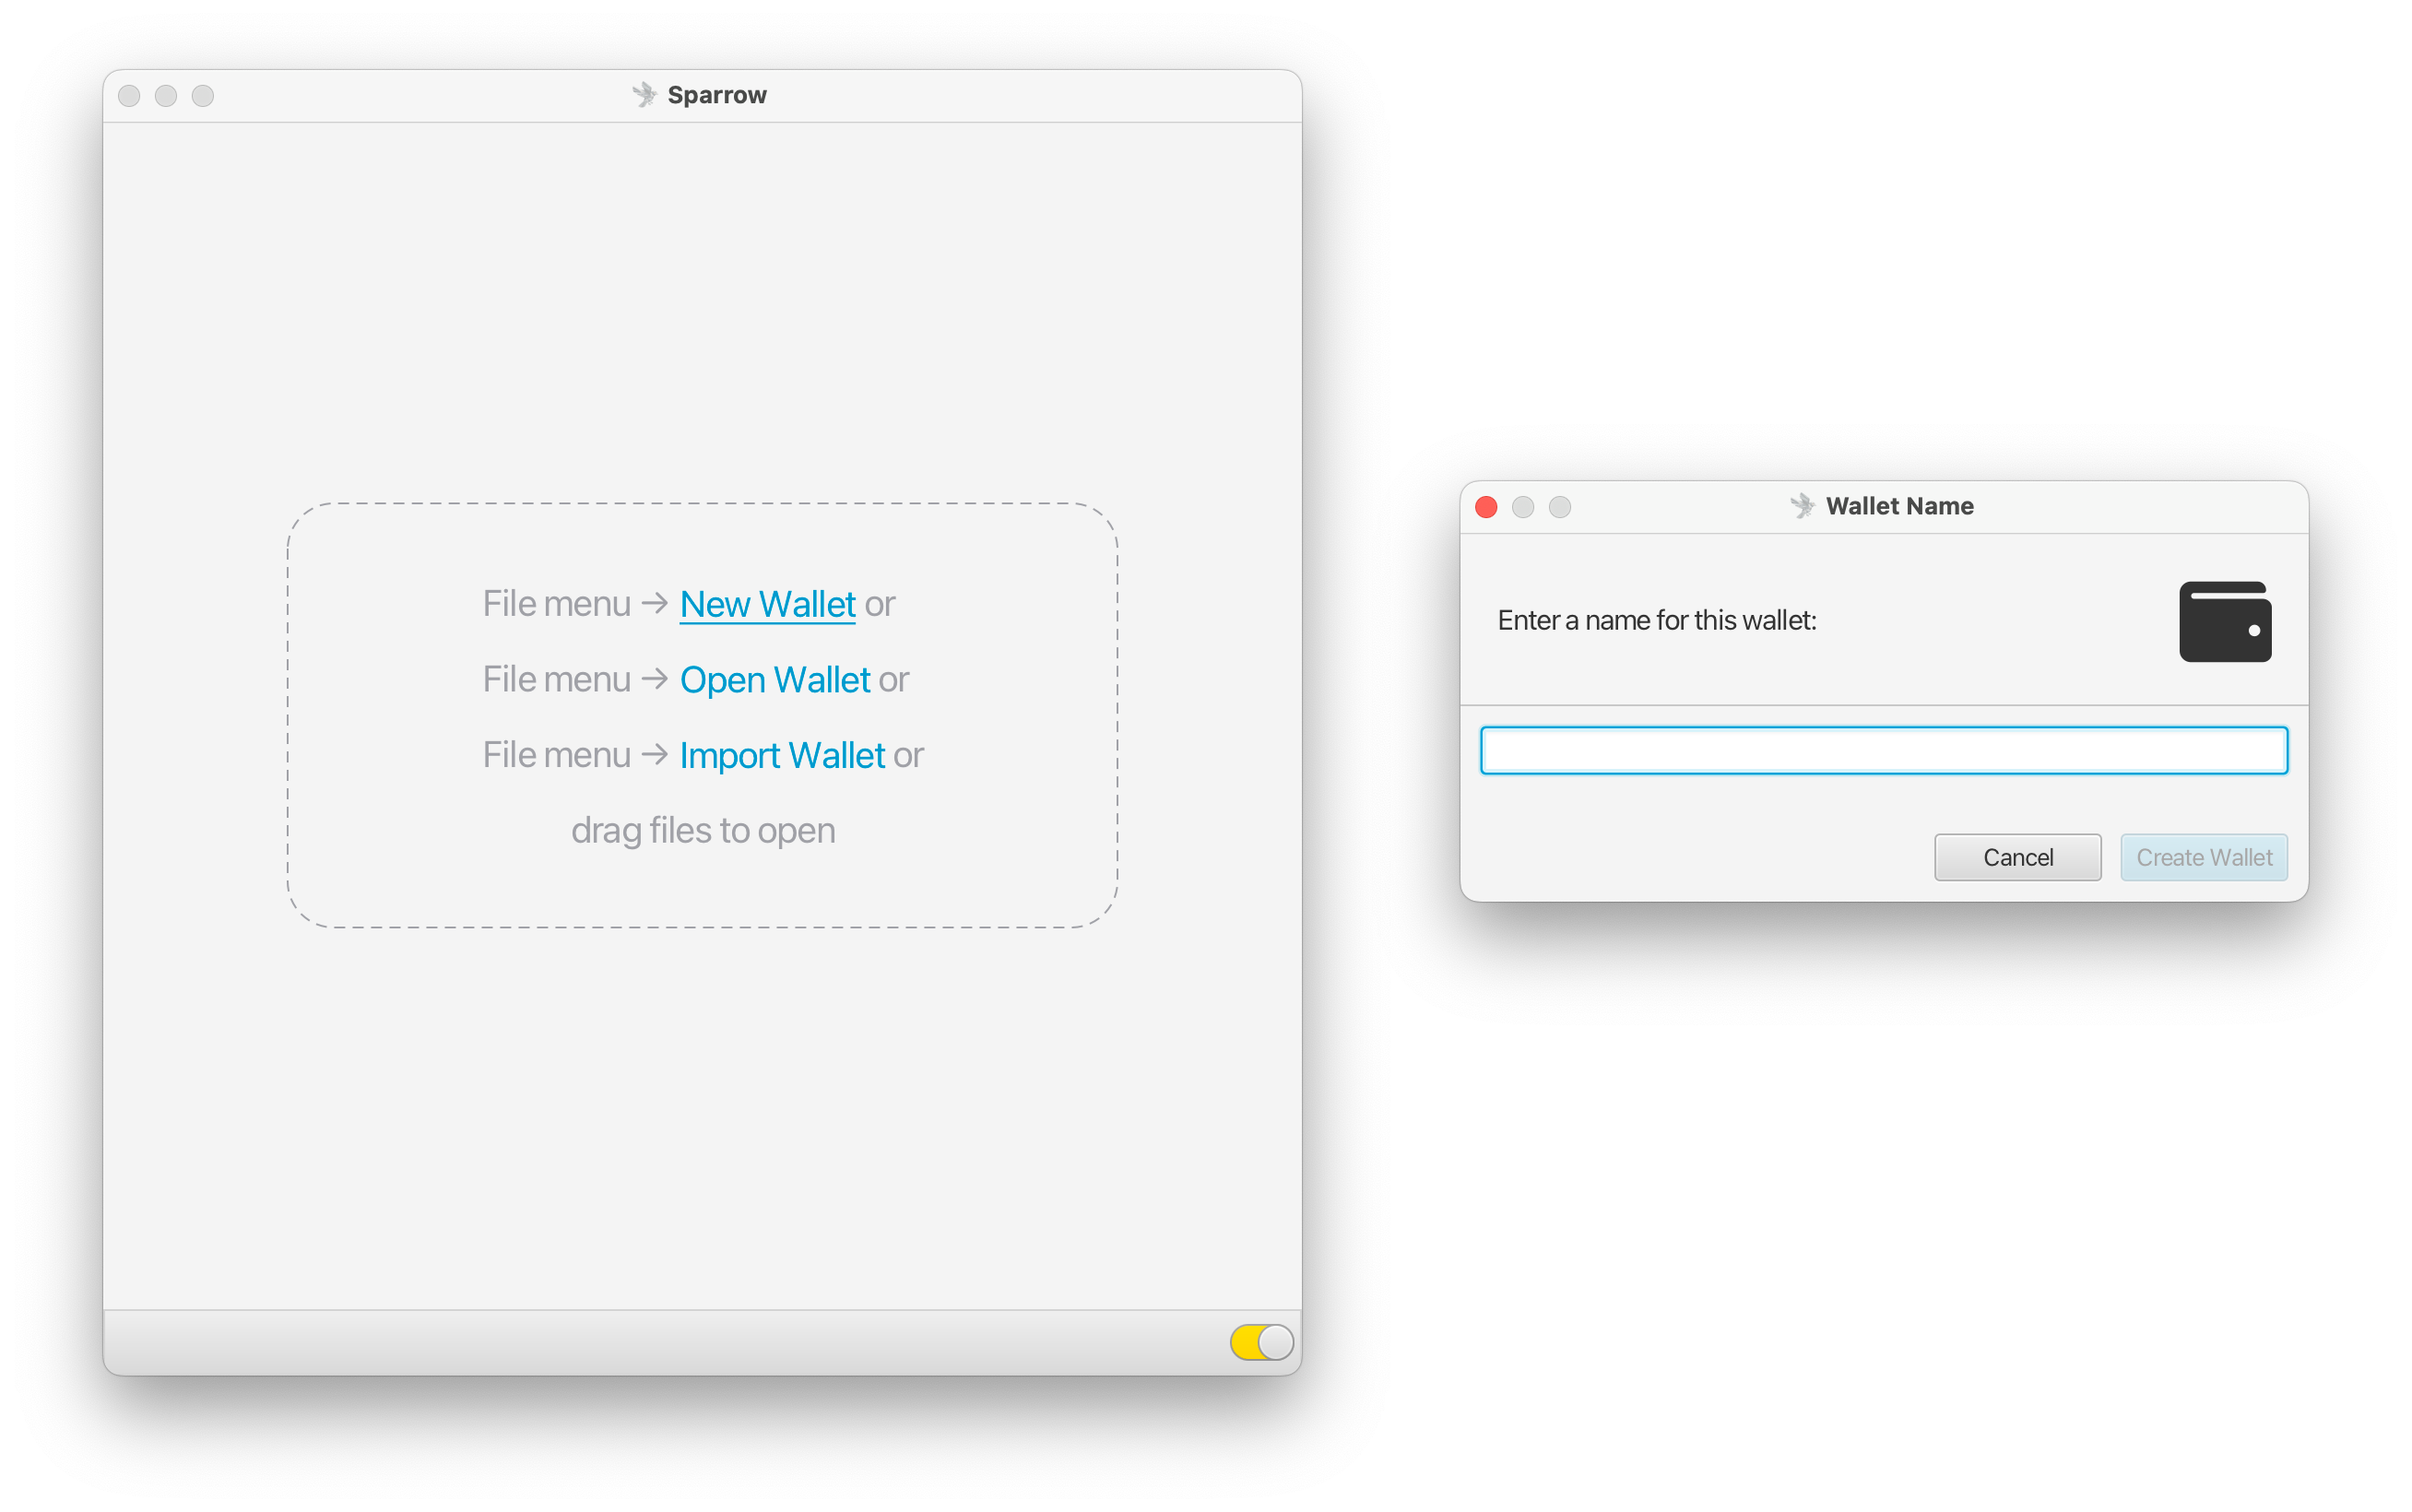 Sparrow
File menu → New Wallet or
File menu → Open Wallet or
File menu → Import Wallet or
drag files to open
Wallet Name
Enter a name for this wallet:
Cancel
Create Wallet